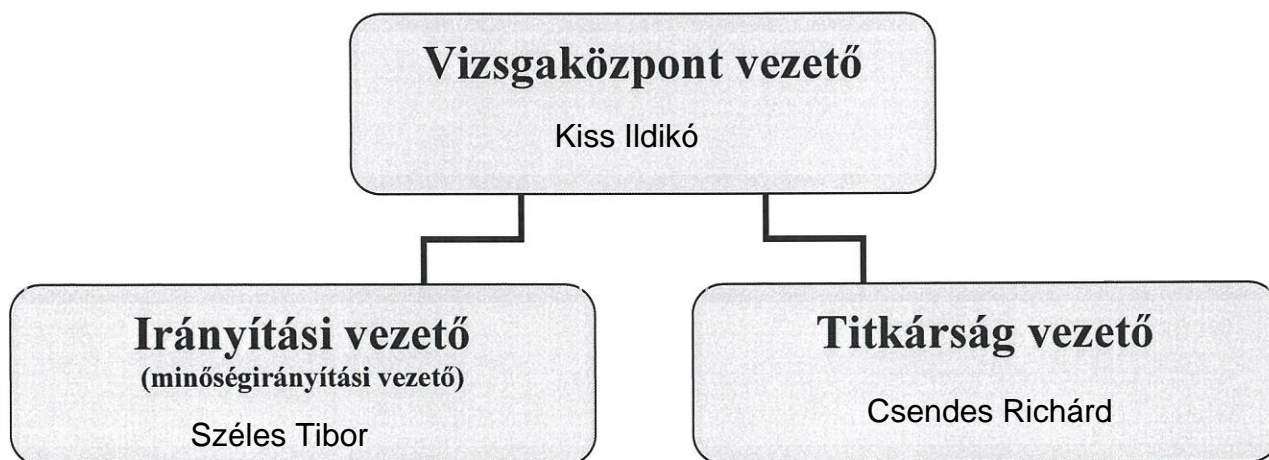 Vizsgaközpont vezető
Kiss Ildikó
Irányítási vezető
(minőségirányítási vezető)
Széles Tibor
Titkárság vezető
Csendes Richárd